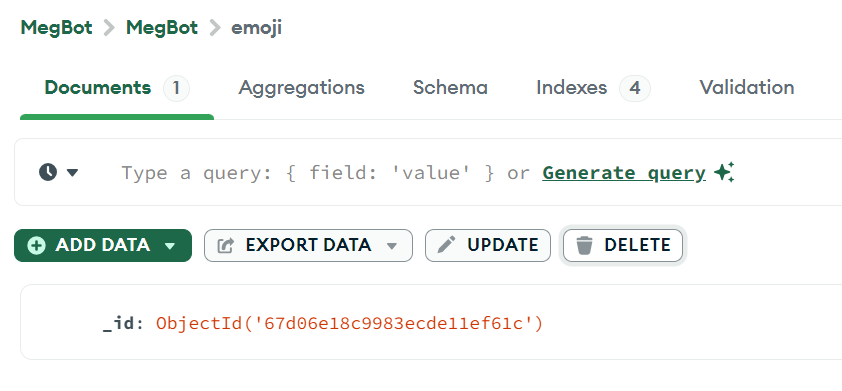 MegBot > MegBot > emoji
Documents 1 Aggregations Schema Indexes 4 Validation
Type a query: { field: 'value' } or Generate query
ADD DATA EXPORT DATA UPDATE DELETE
_id: ObjectId('67d06e18c9983ecde11ef61c')